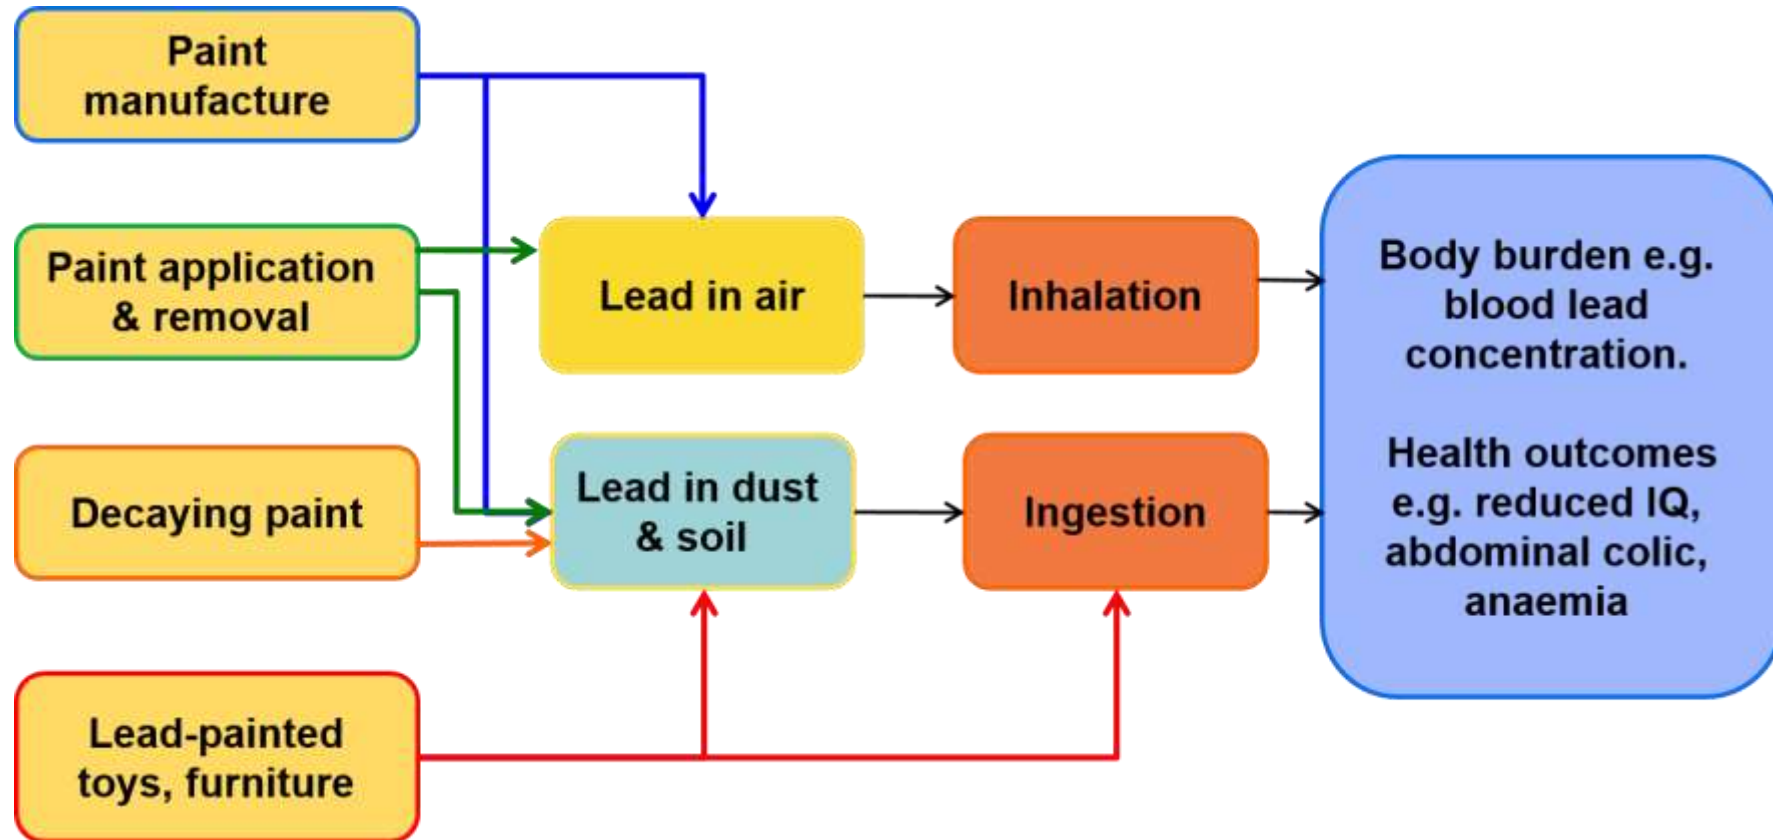 Paint
manufacture
Paint application
& removal
Decaying paint
Lead-painted
toys, furniture
Lead in air
Lead in dust
& soil
Inhalation
Ingestion
Body burden e.g.
blood lead
concentration.
Health outcomes
e.g. reduced IQ,
abdominal colic,
anaemia